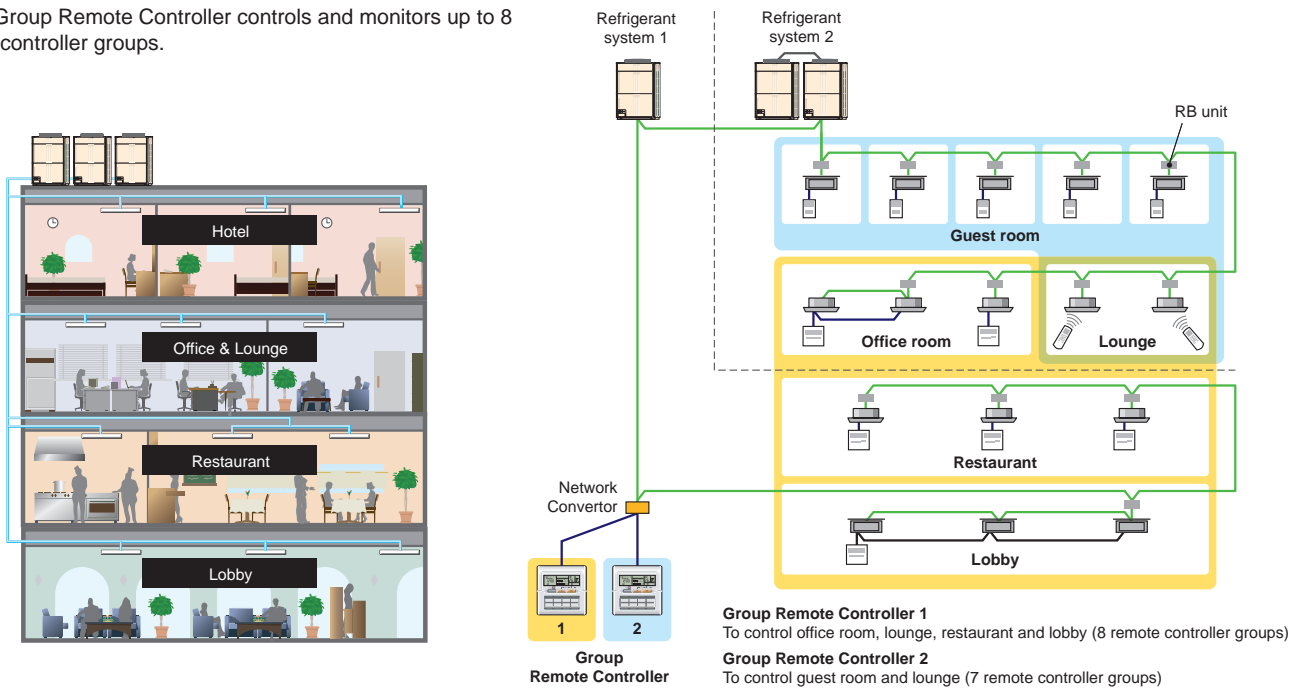 Group Remote Controller controls and monitors up to 8
controller groups.
Hotel
Office & Lounge
Restaurant
Lobby
Refrigerant
system 1
Refrigerant
system 2
RB unit
Guest room
Office room
Lounge
Restaurant
Lobby
Network
Convertor
1
2
Group
Remote Controller
Group Remote Controller 1
To control office room, lounge, restaurant and lobby (8 remote controller groups)
Group Remote Controller 2
To control guest room and lounge (7 remote controller groups)